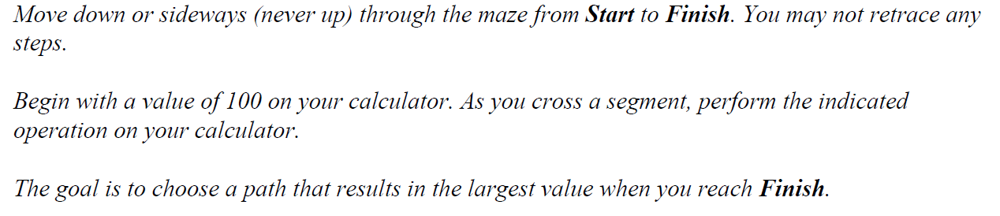 Move down or sideways (never up) through the maze from Start to Finish. You may not retrace any
steps.
Begin with a value of 100 on your calculator. As you cross a segment, perform the indicated
operation on your calculator.
The goal is to choose a path that results in the largest value when you reach Finish.